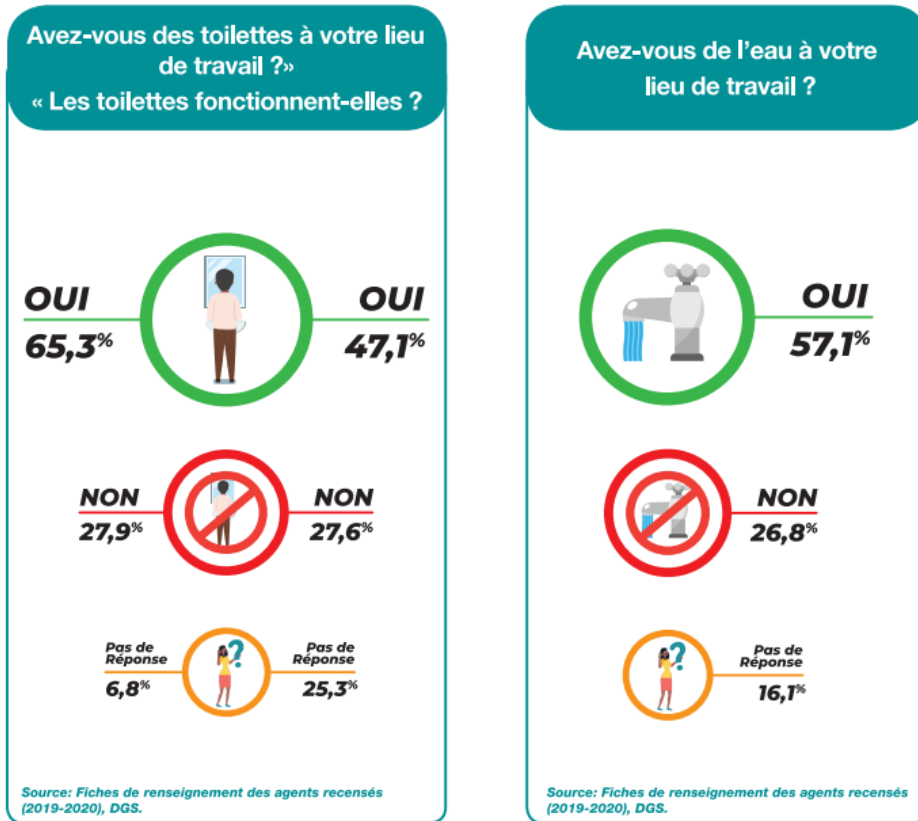 Avez-vous des toilettes à votre lieu
de travail ?»
« Les toilettes fonctionnent-elles ?
OUI
65,3%
OUI
47,1%
NON
27,9%
NON
27,6%
Pas de
Réponse
6,8%
?
Pas de
Réponse
25,3%
Source: Fiches de renseignement des agents recensés
(2019-2020), DGS.
Avez-vous de l'eau à votre
lieu de travail ?
OUI
57,1%
NON
26,8%
?
Pas de
Réponse
16,1%
Source: Fiches de renseignement des agents recensés
(2019-2020), DGS.